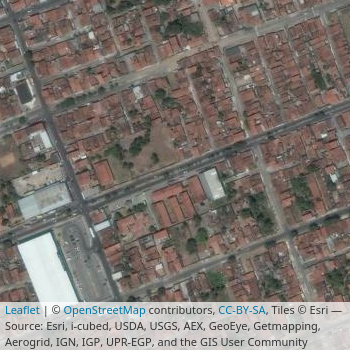 Leaflet | © OpenStreetMap contributors, CC-BY-SA, Tiles © Esri —
Source: Esri, i-cubed, USDA, USGS, AEX, GeoEye, Getmapping,
Aerogrid, IGN, IGP, UPR-EGP, and the GIS User Community